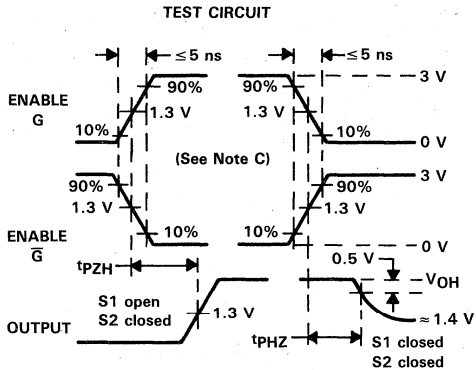 TEST CIRCUIT
≤5 ns
≤5 ns
ENABLE
G
90%
90%
3 V
1.3 V
1.3 V
10%
10%
0 V
(See Note C)
3 V
90%
90%
1.3 V
1.3 V
ENABLE
G̅
10%
10%
0 V
tPZH
0.5 V
VOH
S1 open
S2 closed
OUTPUT
1.3 V
≈1.4 V
tPHZ
S1 closed
S2 closed